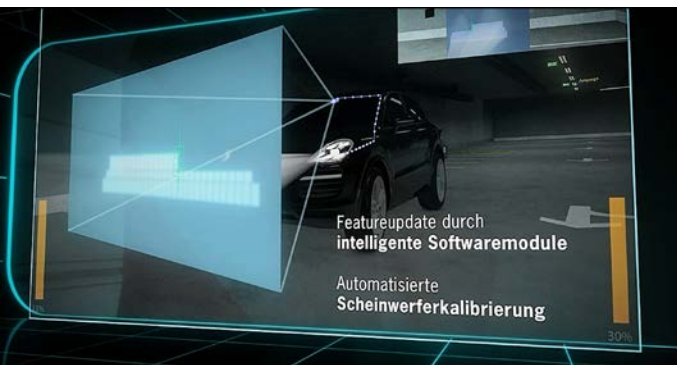 Featureupdate durch
intelligente Softwaremodule
Automatisierte
Scheinwerferkalibrierung
30%